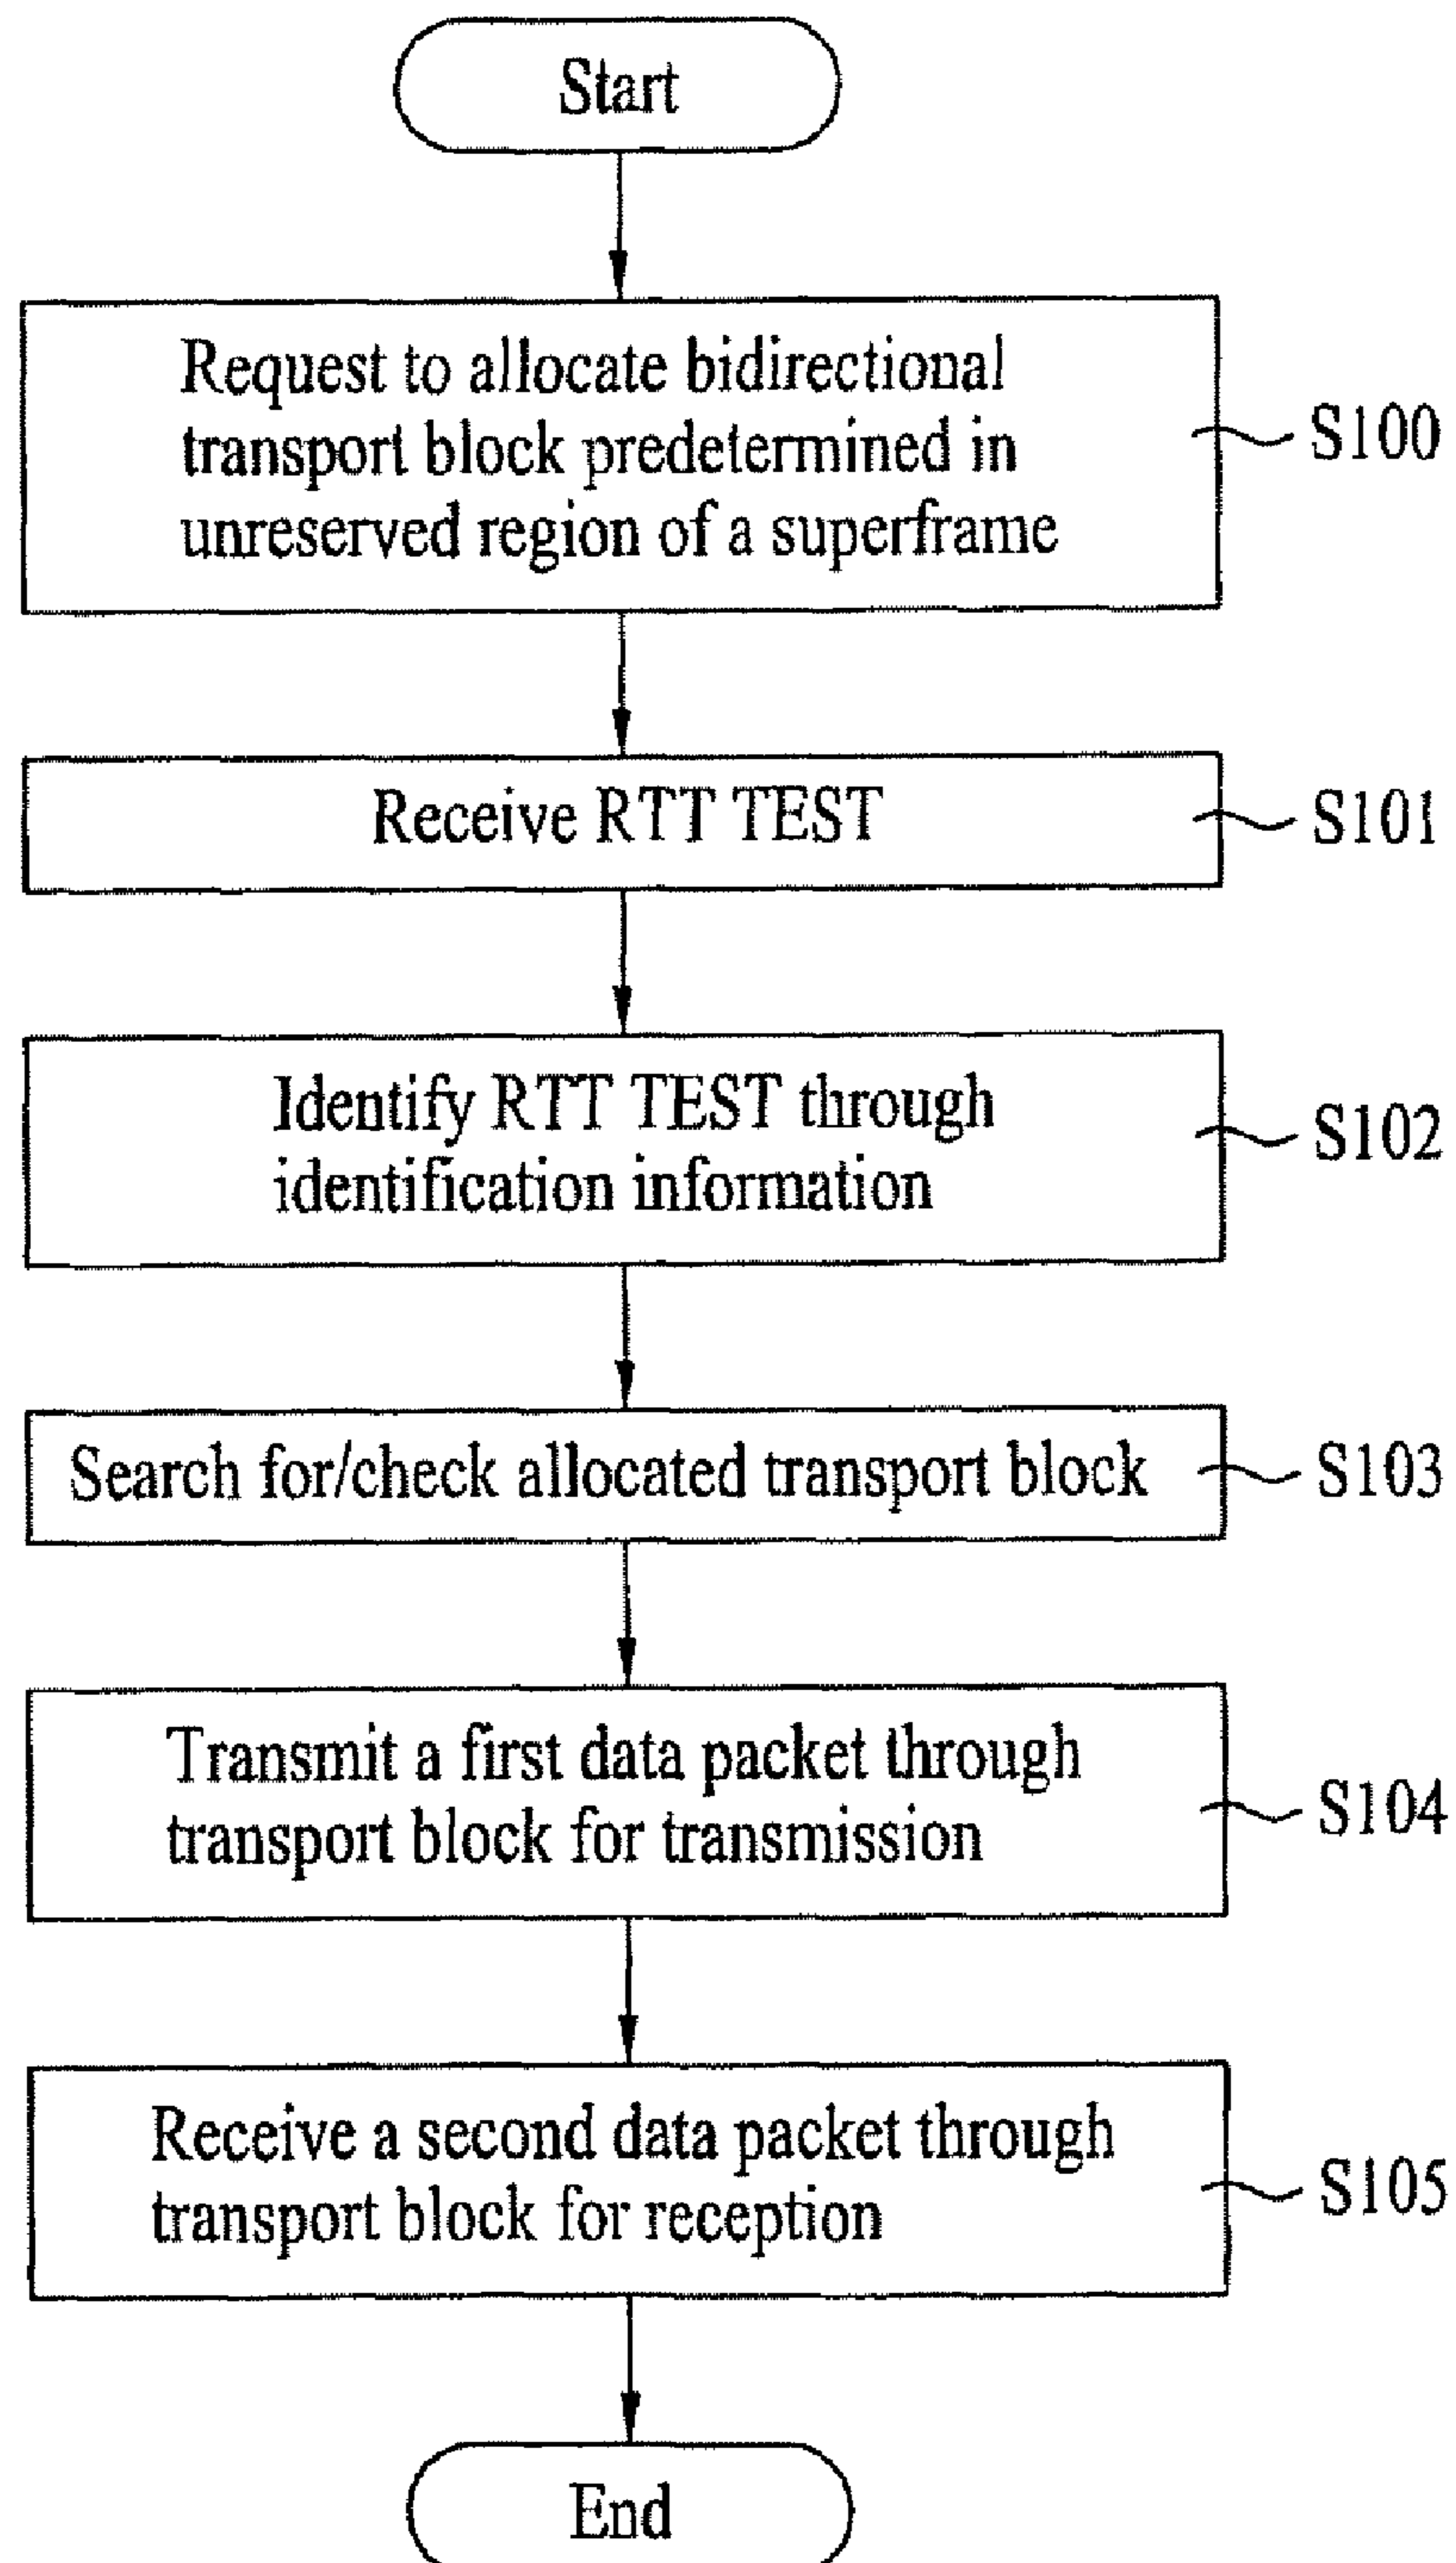 Start
Request to allocate bidirectional
transport block predetermined in
unreserved region of a superframe
S100
Receive RTT TEST
S101
Identify RTT TEST through
identification information
S102
Search for/check allocated transport block
S103
Transmit a first data packet through
transport block for transmission
S104
Receive a second data packet through
transport block for reception
S105
End